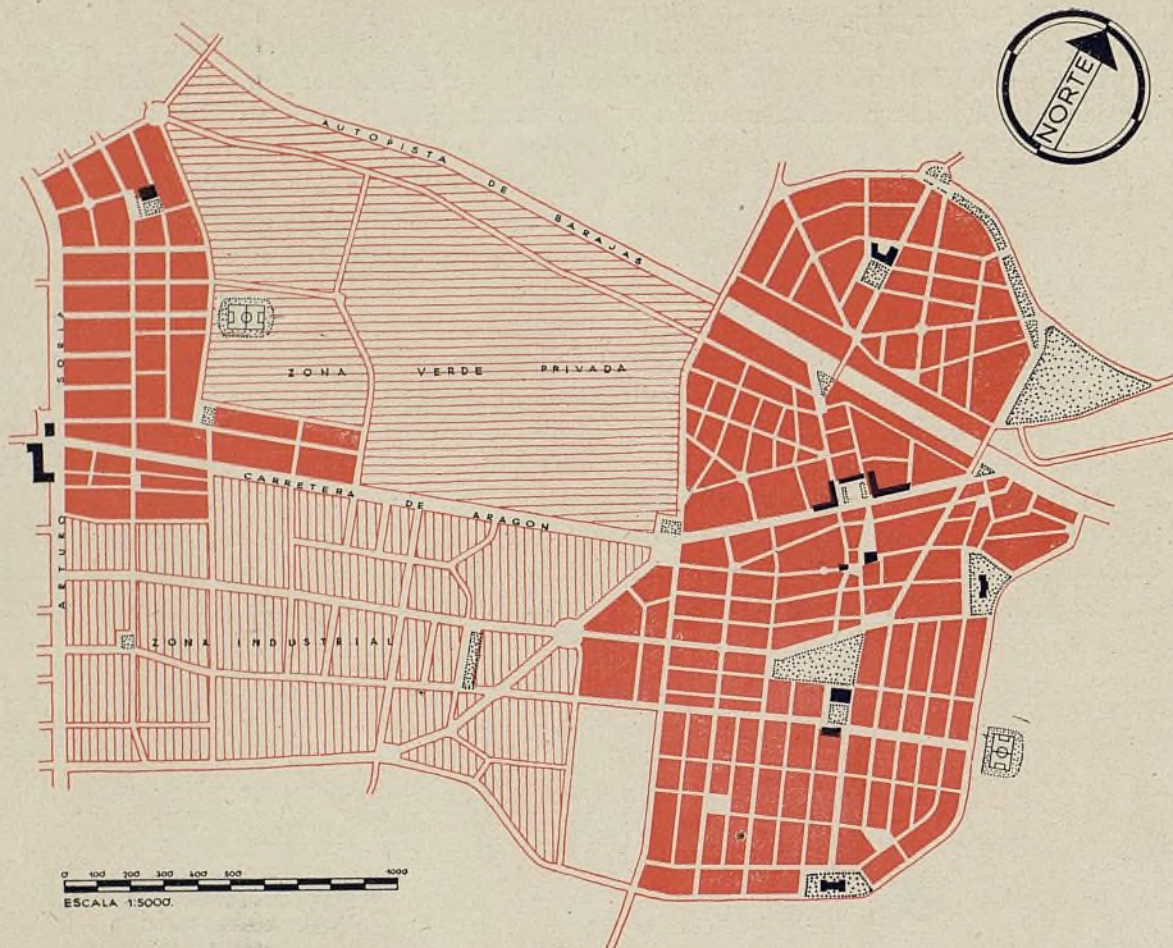 NORTE
AUTOPISTA DE BARAJAS
ZONA VERDE PRIVADA
ARTURO SORIA
CARRETERA DE ARAGON
ZONA INDUSTRIAL
0 100 200 300 400 500 1000
ESCALA 1:5000.